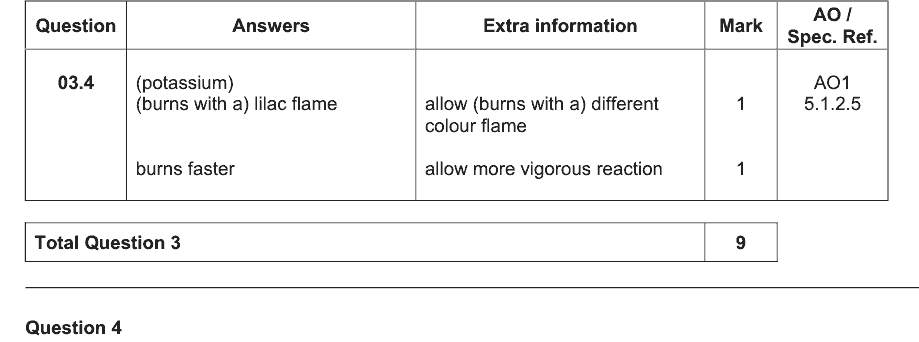 Question Answers Extra information Mark AO /
Spec. Ref.
03.4 (potassium) AO1
(burns with a) lilac flame allow (burns with a) different 1 5.1.2.5
colour flame
burns faster allow more vigorous reaction 1
Total Question 3 9
Question 4